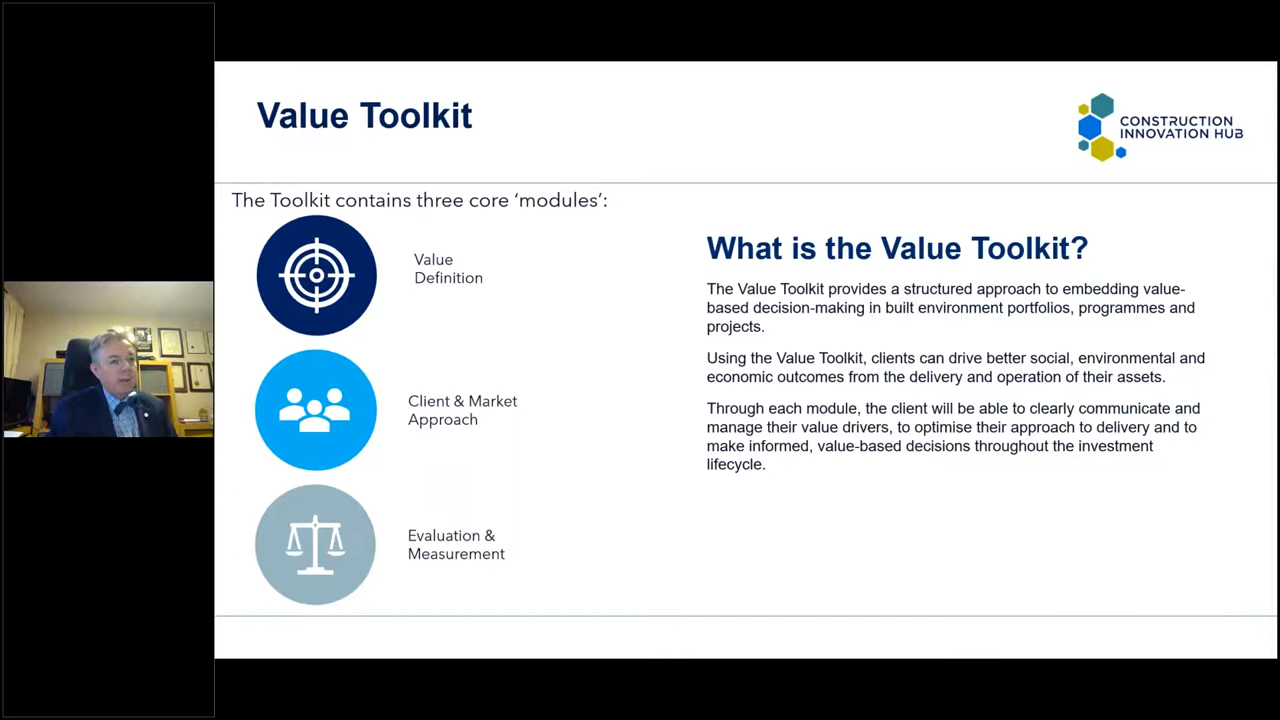 Value Toolkit
CONSTRUCTION
INNOVATION HUB
The Toolkit contains three core ‘modules’:
Value
Definition
Client & Market
Approach
Evaluation &
Measurement
What is the Value Toolkit?
The Value Toolkit provides a structured approach to embedding value-
based decision-making in built environment portfolios, programmes and
projects.
Using the Value Toolkit, clients can drive better social, environmental and
economic outcomes from the delivery and operation of their assets.
Through each module, the client will be able to clearly communicate and
manage their value drivers, to optimise their approach to delivery and to
make informed, value-based decisions throughout the investment
lifecycle.